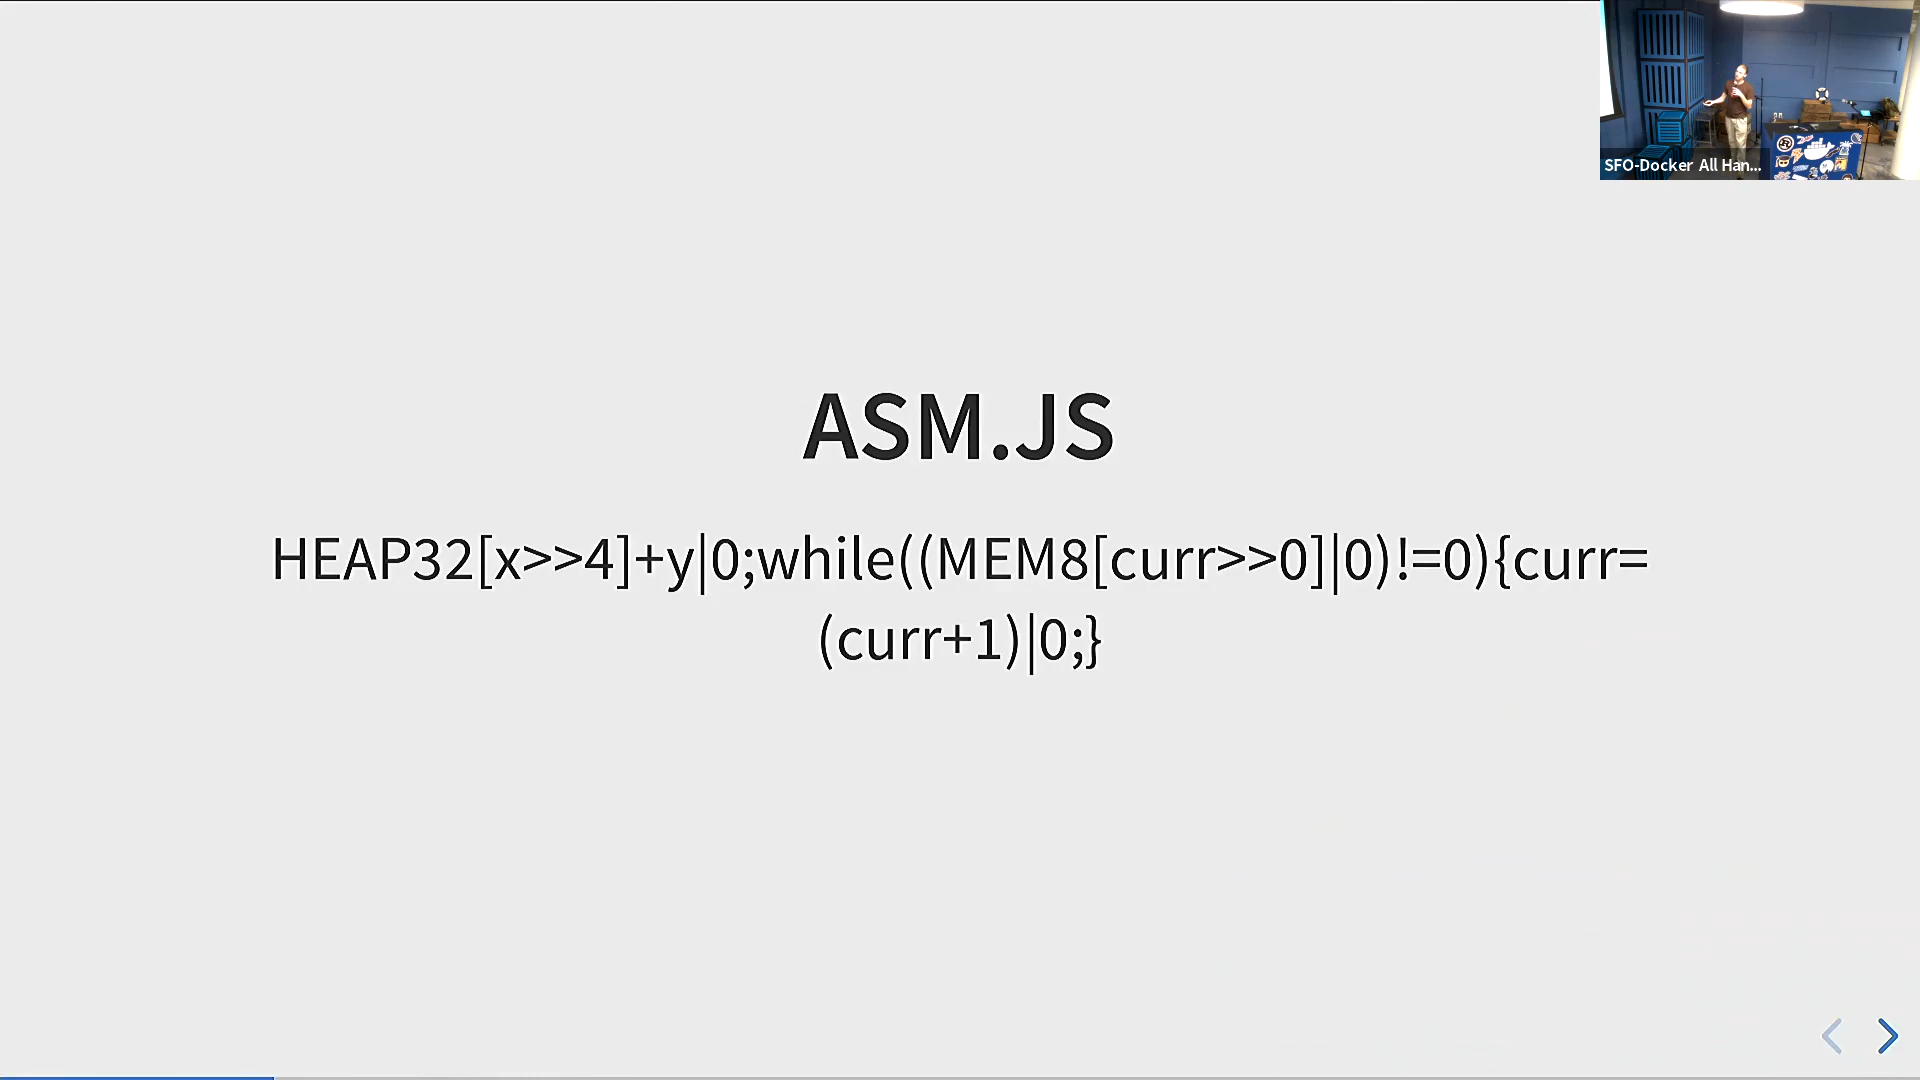 SFO-Docker All Han...
ASM.JS
HEAP32[x>>4]+y|0;while((MEM8[curr>>0]|0)!=0){curr=
(curr+1)|0;}